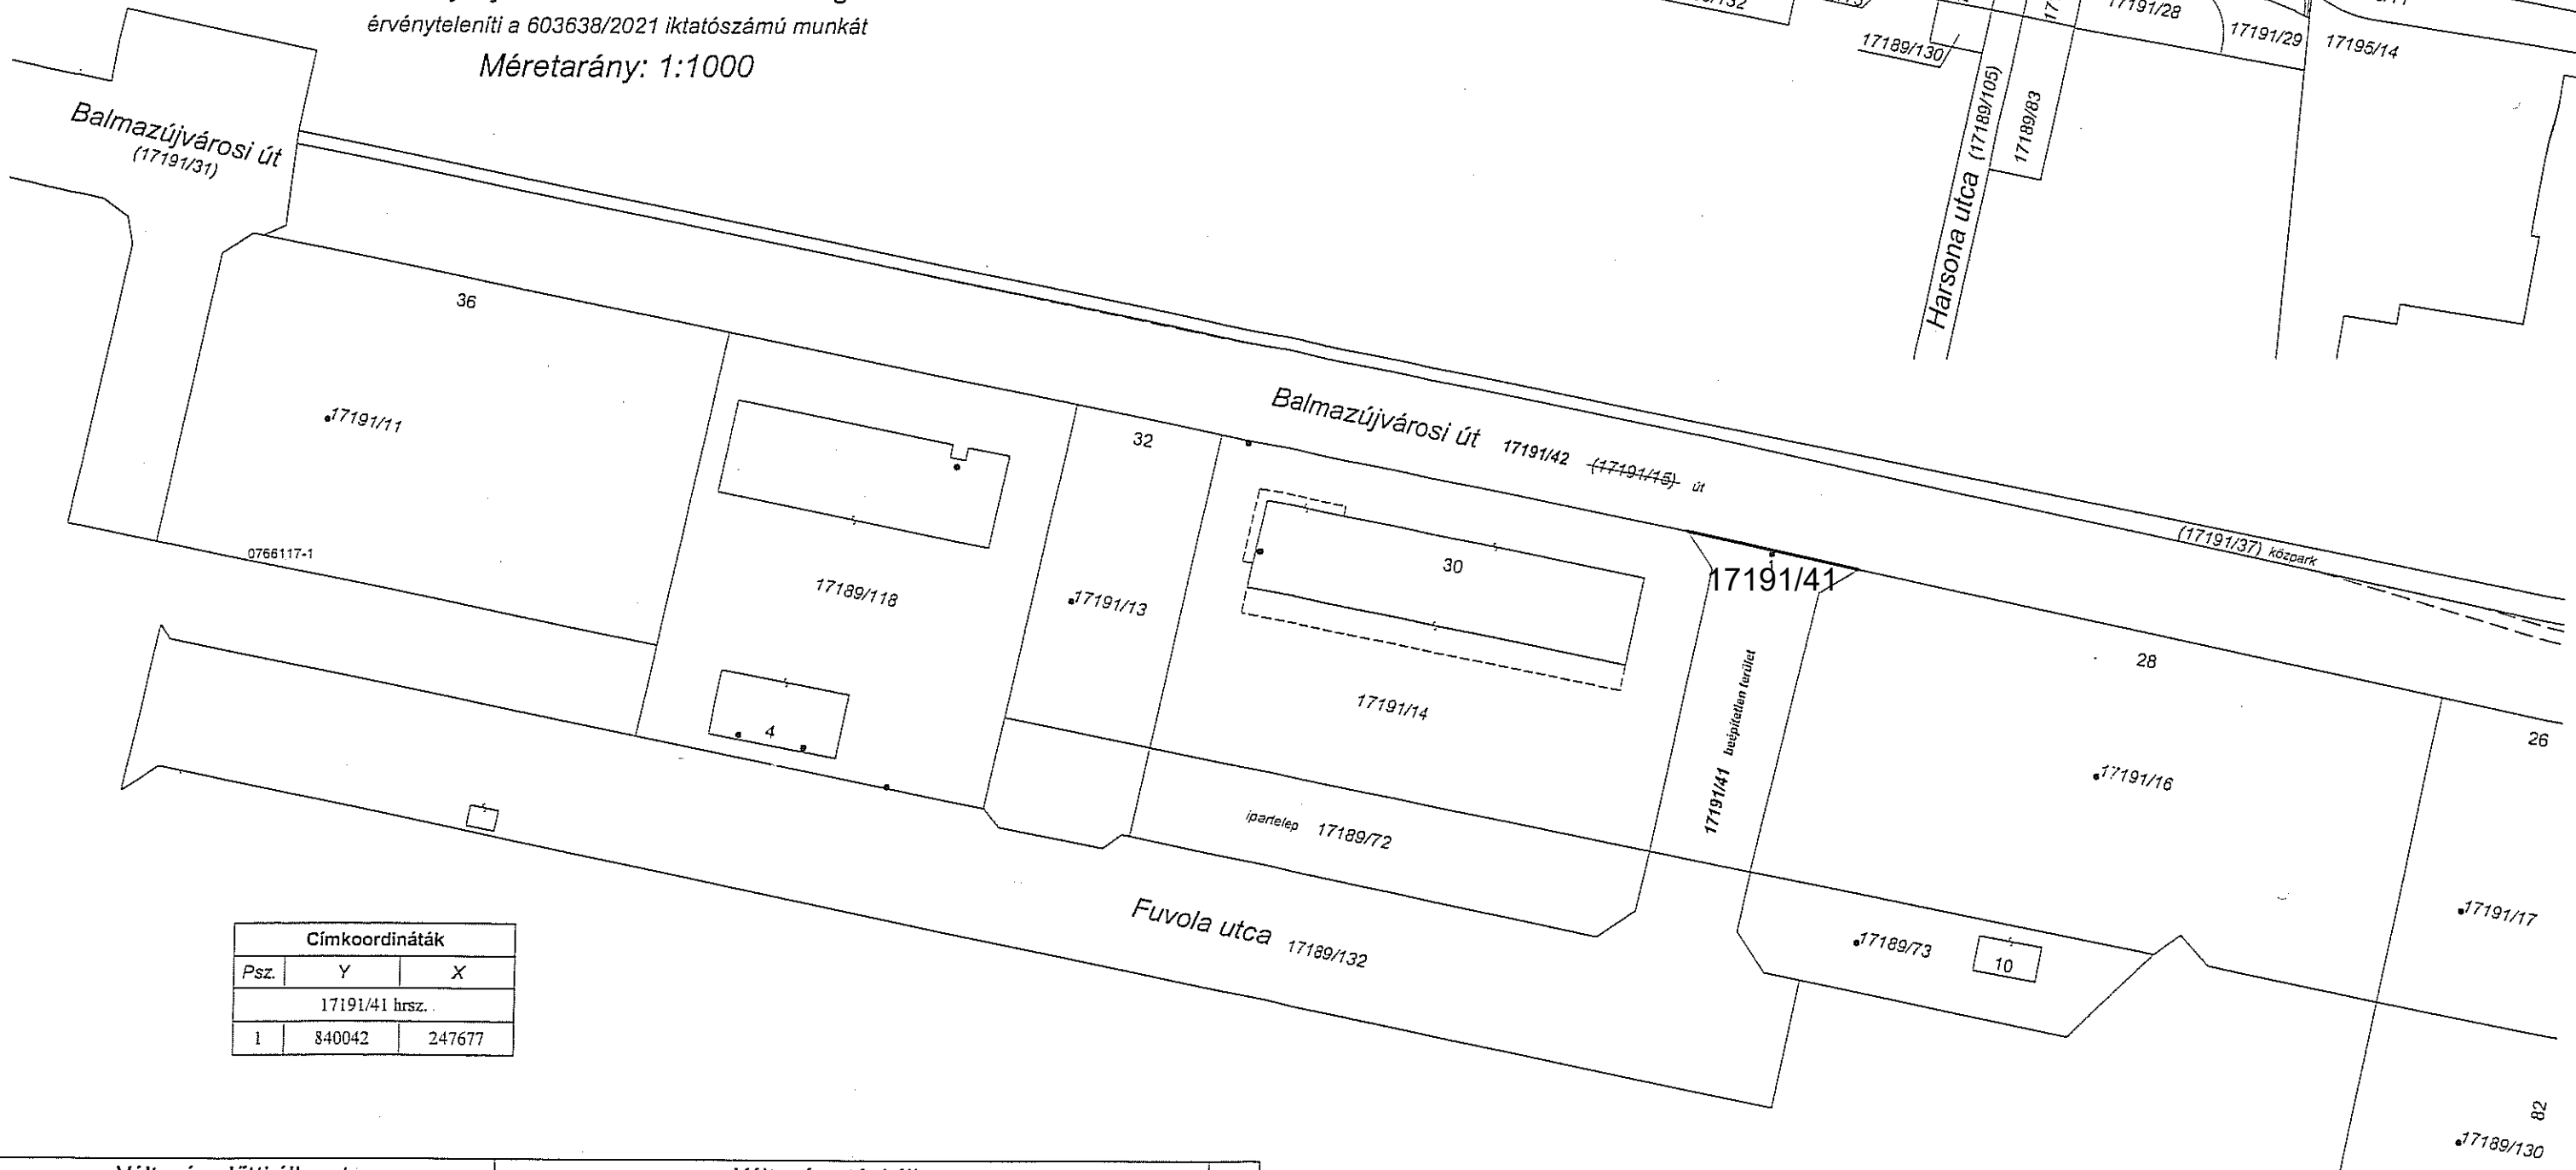 érvényteleníti a 603638/2021 iktatószámú munkát
Méretarány: 1:1000
17191/28
17191/29
17195/14
17189/130
Harsona utca (17189/105)
17189/83
Balmazújvárosi út
(17191/31)
36
17191/11
0766117-1
17189/118
4
32
17191/13
Balmazújvárosi út 17191/42 (17191/15) út
30
17191/14
17191/41
17191/41 beépítetlen terület
(17191/37) közpark
28
26
17191/16
17191/17
ipartelep 17189/72
Fuvola utca 17189/132
17189/73
10
82
17189/130
Címkoordináták
Psz. Y X
17191/41 hrsz.
1 840042 247677